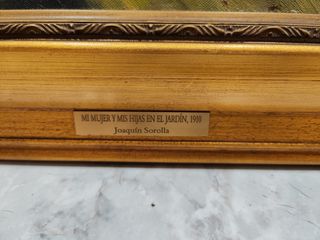 MI MUJER Y MIS HIJAS EN EL JARDÍN, 1910
Joaquín Sorolla